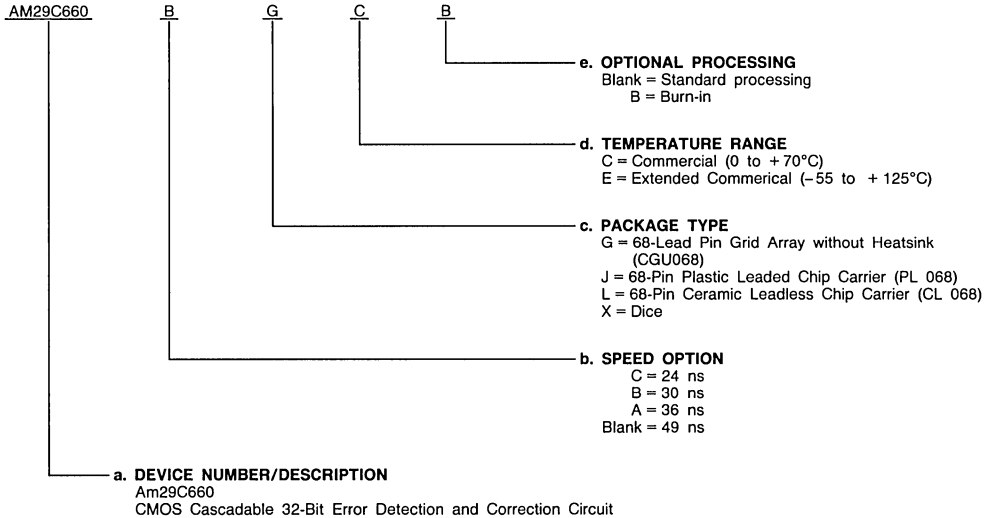 AM29C660 B G C B
e. OPTIONAL PROCESSING
Blank = Standard processing
B = Burn-in
d. TEMPERATURE RANGE
C = Commercial (0 to +70°C)
E = Extended Commerical (–55 to +125°C)
c. PACKAGE TYPE
G = 68-Lead Pin Grid Array without Heatsink
(CGU068)
J = 68-Pin Plastic Leaded Chip Carrier (PL 068)
L = 68-Pin Ceramic Leadless Chip Carrier (CL 068)
X = Dice
b. SPEED OPTION
C = 24 ns
B = 30 ns
A = 36 ns
Blank = 49 ns
a. DEVICE NUMBER/DESCRIPTION
Am29C660
CMOS Cascadable 32-Bit Error Detection and Correction Circuit